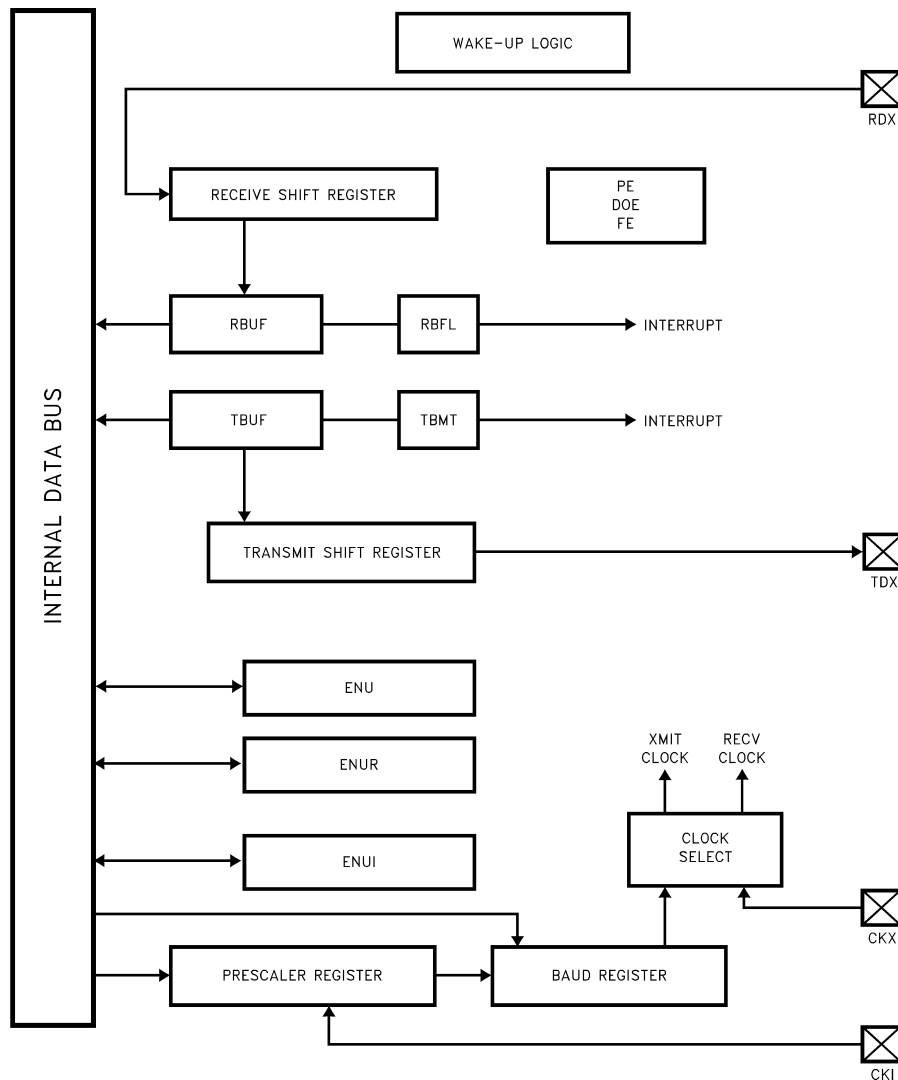 WAKE-UP LOGIC
RDX
RECEIVE SHIFT REGISTER
PE
DOE
FE
RBUF
RBFL
INTERRUPT
INTERNAL DATA BUS
TBUF
TBMT
INTERRUPT
TRANSMIT SHIFT REGISTER
TDX
ENU
ENUR
XMIT
CLOCK
RECV
CLOCK
ENUI
CLOCK
SELECT
CKX
PRESCALER REGISTER
BAUD REGISTER
CKI